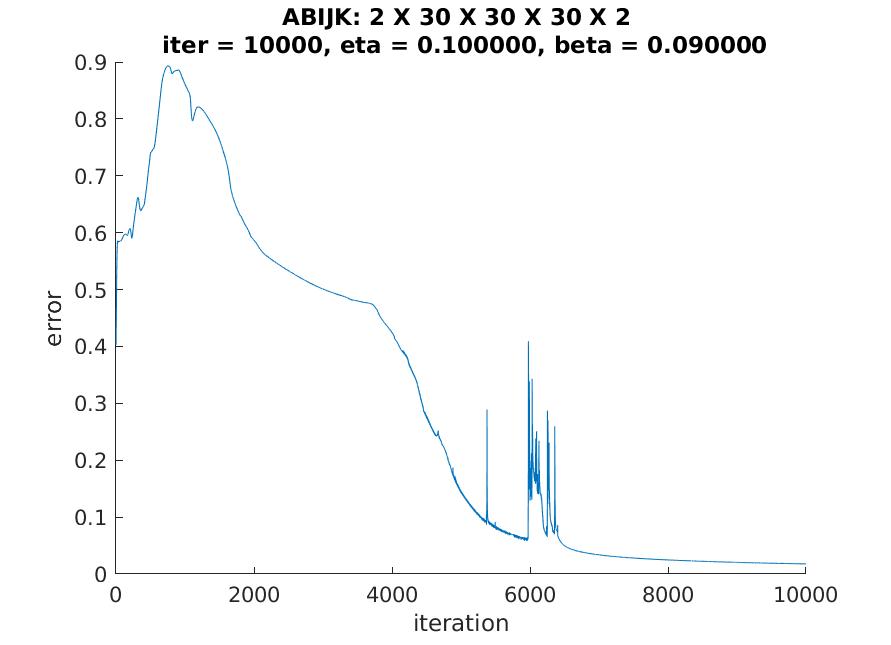 ABIJK: 2 X 30 X 30 X 30 X 2
iter = 10000, eta = 0.100000, beta = 0.090000
0.9
0.8
0.7
0.6
0.5
0.4
0.3
0.2
0.1
0
error
0 2000 4000 6000 8000 10000
iteration